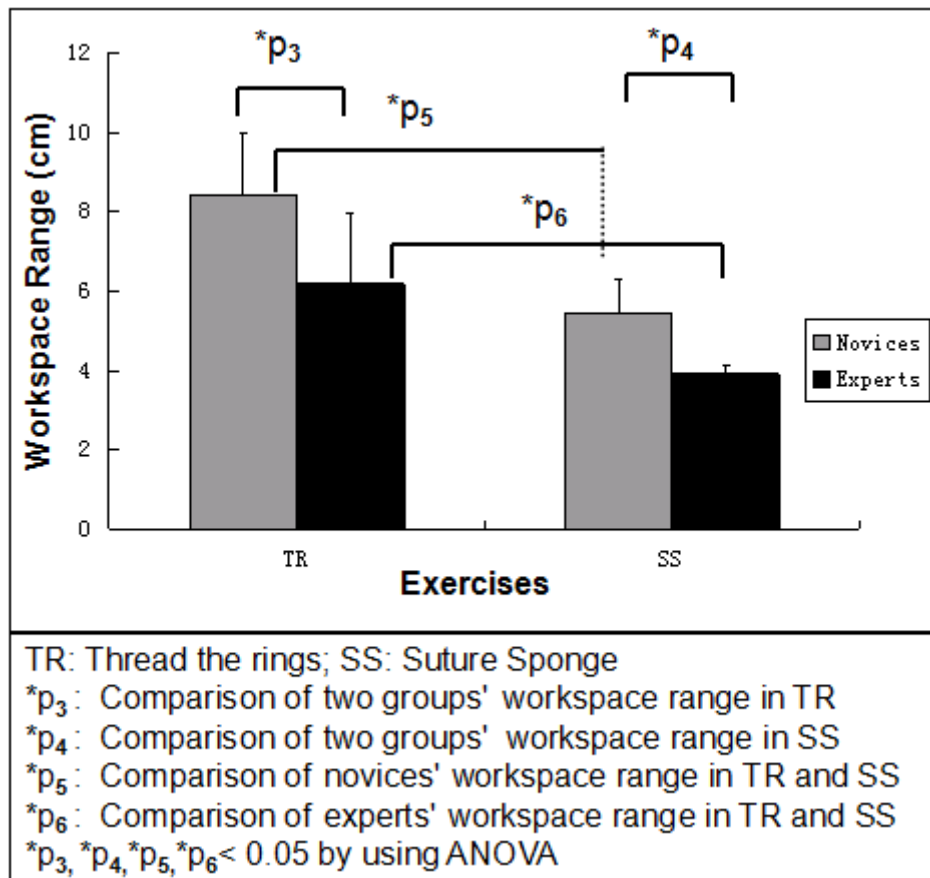 *p3
*p4
*p5
*p6
12
10
8
6
4
2
0
Workspace Range (cm)
TR
SS
Exercises
Novices
Experts
TR: Thread the rings; SS: Suture Sponge
*p3 : Comparison of two groups' workspace range in TR
*p4 : Comparison of two groups' workspace range in SS
*p5 : Comparison of novices' workspace range in TR and SS
*p6 : Comparison of experts' workspace range in TR and SS
*p3, *p4,*p5,*p6< 0.05 by using ANOVA